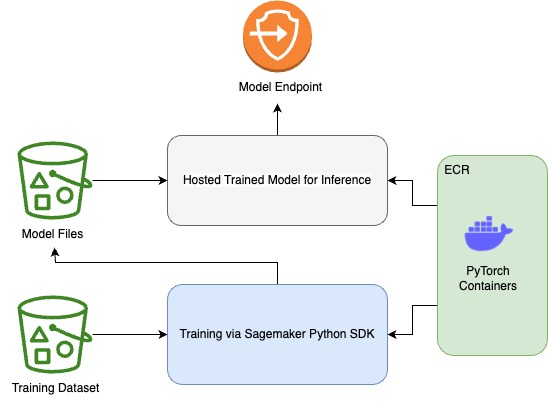 Model Endpoint
Hosted Trained Model for Inference
ECR
Model Files
PyTorch
Containers
Training via Sagemaker Python SDK
Training Dataset